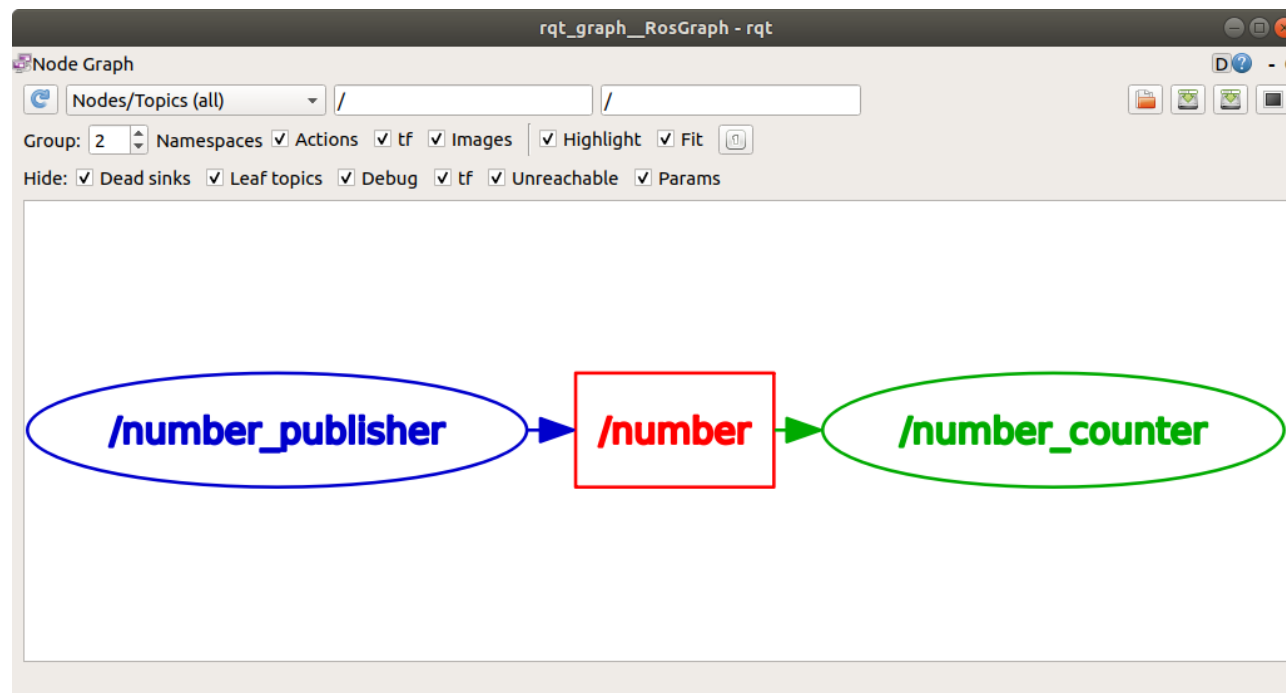 rqt_graph__RosGraph - rqt
Node Graph D ? -
Nodes/Topics (all) / /
Group: 2 Namespaces Actions tf Images Highlight Fit
Hide: Dead sinks Leaf topics Debug tf Unreachable Params
/number_publisher /number /number_counter